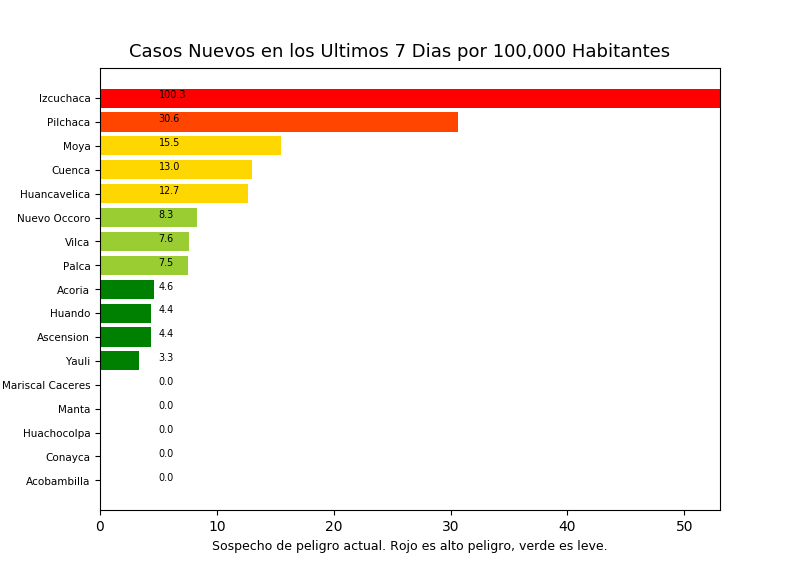 Casos Nuevos en los Ultimos 7 Dias por 100,000 Habitantes
Izcuchaca 100.3
Pilchaca 30.6
Moya 15.5
Cuenca 13.0
Huancavelica 12.7
Nuevo Occoro 8.3
Vilca 7.6
Palca 7.5
Acoria 4.6
Huando 4.4
Ascension 4.4
Yauli 3.3
Mariscal Caceres 0.0
Manta 0.0
Huachocolpa 0.0
Conayca 0.0
Acobambilla 0.0
0 10 20 30 40 50
Sospecho de peligro actual. Rojo es alto peligro, verde es leve.